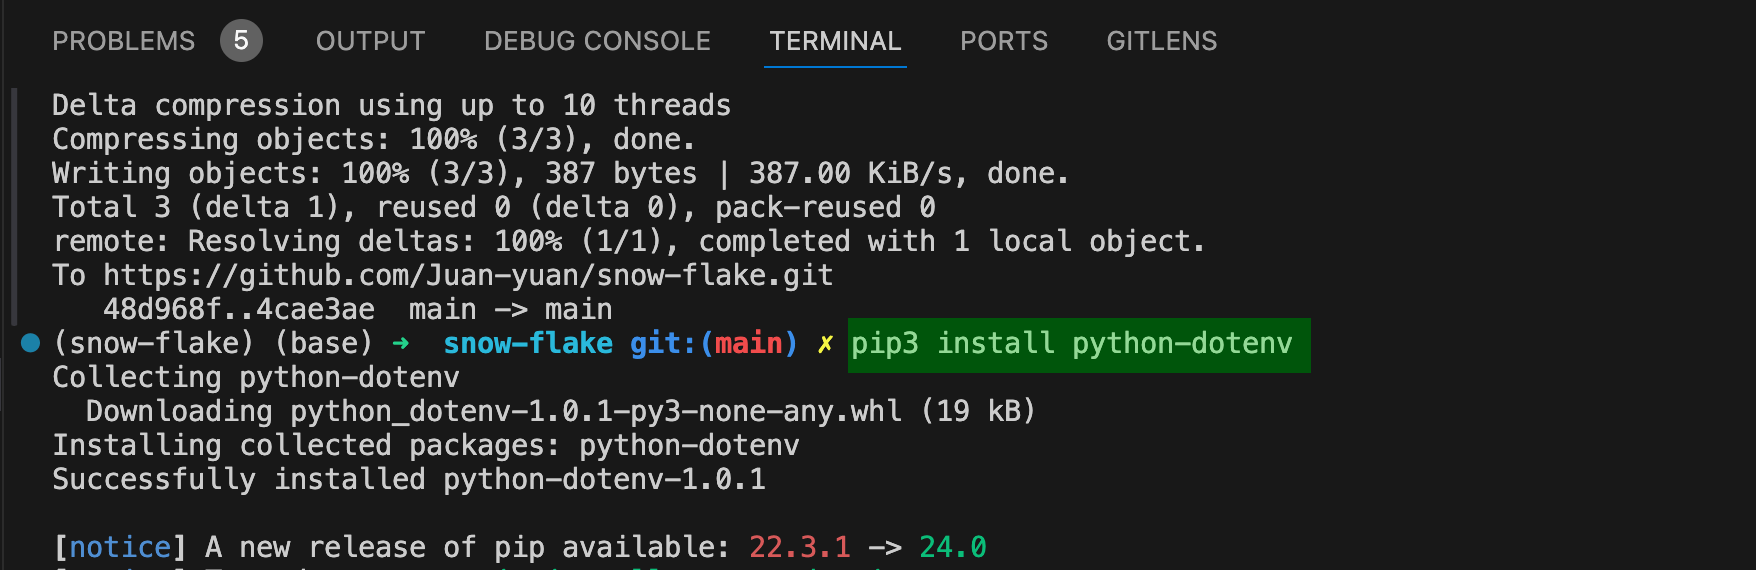 PROBLEMS 5 OUTPUT DEBUG CONSOLE TERMINAL PORTS GITLENS
Delta compression using up to 10 threads
Compressing objects: 100% (3/3), done.
Writing objects: 100% (3/3), 387 bytes | 387.00 KiB/s, done.
Total 3 (delta 1), reused 0 (delta 0), pack-reused 0
remote: Resolving deltas: 100% (1/1), completed with 1 local object.
To https://github.com/Juan-yuan/snow-flake.git
   48d968f..4cae3ae  main -> main
(snow-flake) (base) ➜  snow-flake git:(main) ✗ pip3 install python-dotenv
Collecting python-dotenv
  Downloading python_dotenv-1.0.1-py3-none-any.whl (19 kB)
Installing collected packages: python-dotenv
Successfully installed python-dotenv-1.0.1
[notice] A new release of pip available: 22.3.1 -> 24.0